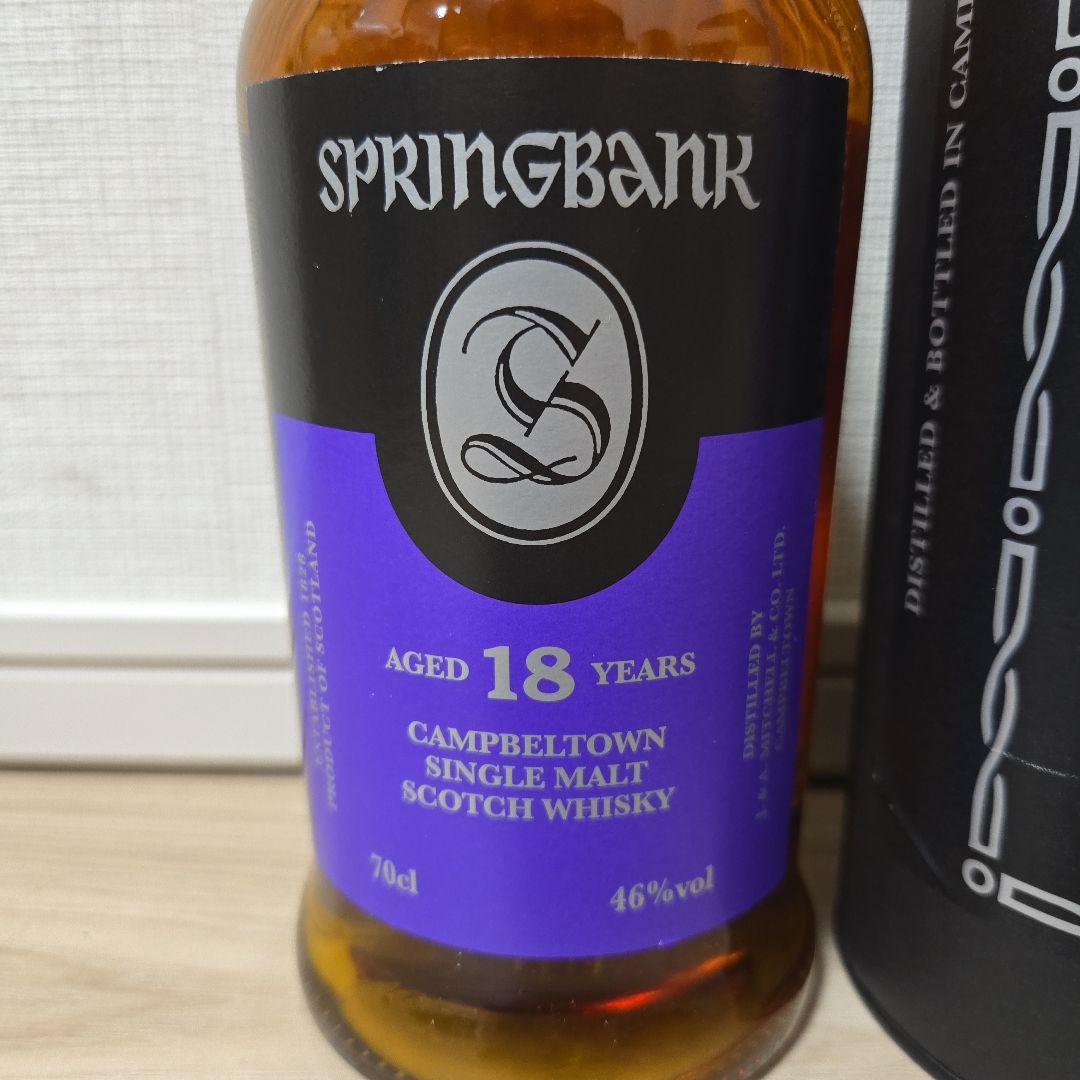 SPRINGBANK
S
AGED 18 YEARS
CAMPBELTOWN
SINGLE MALT
SCOTCH WHISKY
70cl
46%vol
ESTABLISHED 1828
PRODUCT OF SCOTLAND
DISTILLED BY
J. & A. MITCHELL & CO. LTD.
CAMPBELTOWN
DISTILLED & BOTTLED IN